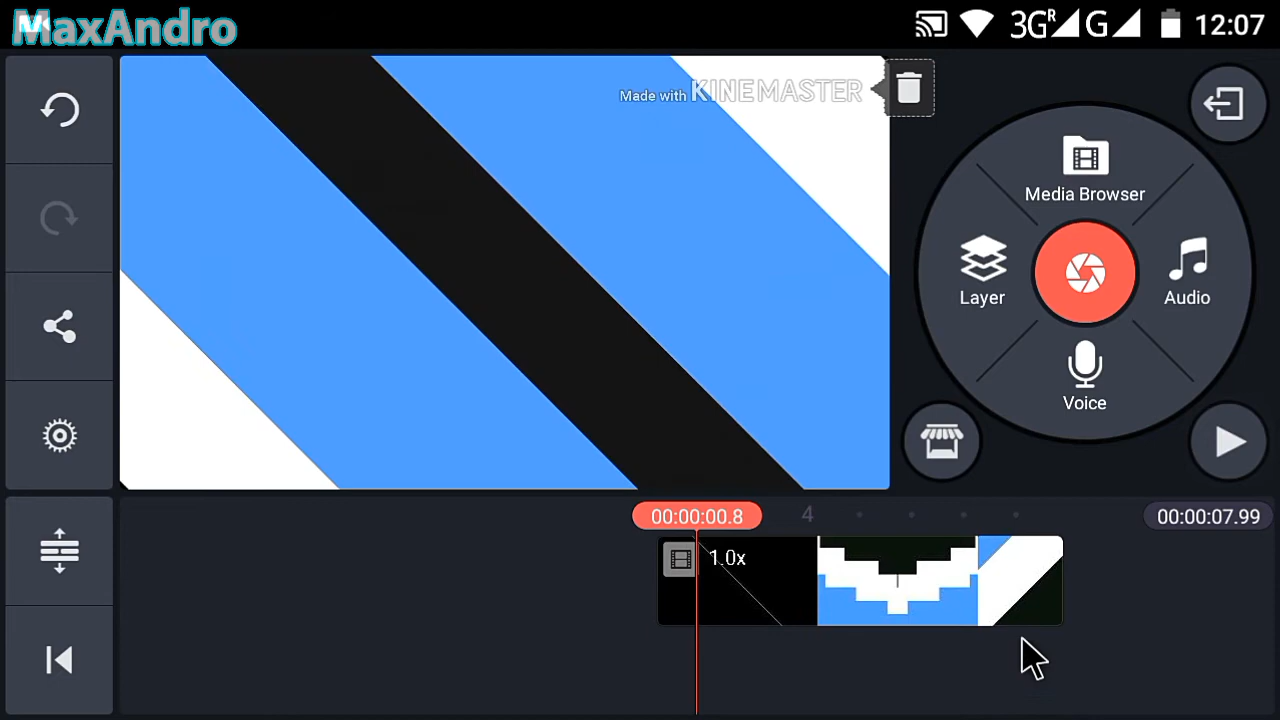 MaxAndro
3G R G 12:07
Made with KINEMASTER
Media Browser
Layer
Audio
Voice
00:00:00.8
4
00:00:07.99
1.0x